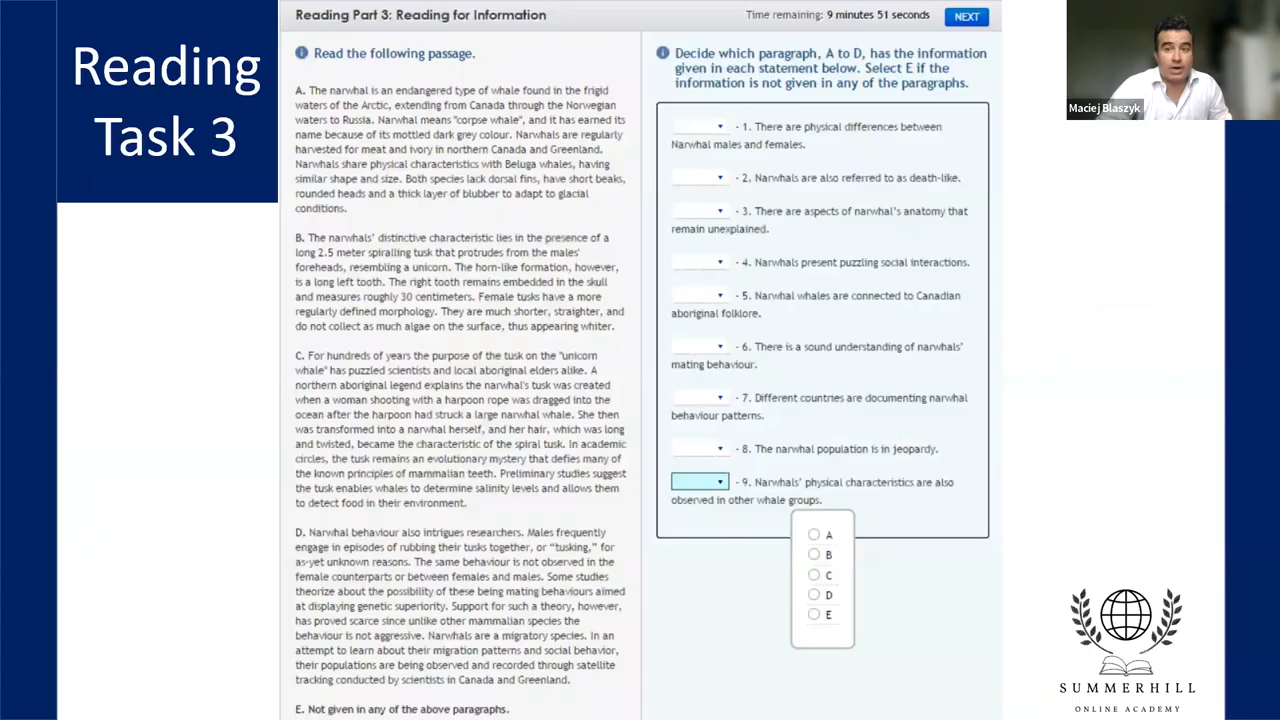 Reading
Task 3
Reading Part 3: Reading for Information
Time remaining: 9 minutes 51 seconds
NEXT
Read the following passage.
A. The narwhal is an endangered type of whale found in the frigid
waters of the Arctic, extending from Canada through the Norwegian
waters to Russia. Narwhal means "corpse whale", and it has earned its
name because of its mottled dark grey colour. Narwhals are regularly
harvested for meat and ivory in northern Canada and Greenland.
Narwhals share physical characteristics with Beluga whales, having
similar shape and size. Both species lack dorsal fins, have short beaks,
rounded heads and a thick layer of blubber to adapt to glacial
conditions.
B. The narwhals' distinctive characteristic lies in the presence of a
long 2.5 meter spiralling tusk that protrudes from the males'
foreheads, resembling a unicorn. The horn-like formation, however,
is a long left tooth. The right tooth remains embedded in the skull
and measures roughly 30 centimeters. Female tusks have a more
regularly defined morphology. They are much shorter, straighter, and
do not collect as much algae on the surface, thus appearing whiter.
C. For hundreds of years the purpose of the tusk on the "unicorn
whale" has puzzled scientists and local aboriginal elders alike. A
northern aboriginal legend explains the narwhal's tusk was created
when a woman shooting with a harpoon rope was dragged into the
ocean after the harpoon had struck a large narwhal whale. She then
was transformed into a narwhal herself, and her hair, which was long
and twisted, became the characteristic of the spiral tusk. In academic
circles, the tusk remains an evolutionary mystery that defies many of
the known principles of mammalian teeth. Preliminary studies suggest
the tusk enables whales to determine salinity levels and allows them
to detect food in their environment.
D. Narwhal behaviour also intrigues researchers. Males frequently
engage in episodes of rubbing their tusks together, or "tusking," for
as-yet unknown reasons. The same behaviour is not observed in the
female counterparts or between females and males. Some studies
theorize about the possibility of these being mating behaviours aimed
at displaying genetic superiority. Support for such a theory, however,
has proved scarce since unlike other mammalian species the
behaviour is not aggressive. Narwhals are a migratory species. In an
attempt to learn about their migration patterns and social behavior,
their populations are being observed and recorded through satellite
tracking conducted by scientists in Canada and Greenland.
E. Not given in any of the above paragraphs.
Decide which paragraph, A to D, has the information
given in each statement below. Select E if the
information is not given in any of the paragraphs.
- 1. There are physical differences between
Narwhal males and females.
- 2. Narwhals are also referred to as death-like.
- 3. There are aspects of narwhal's anatomy that
remain unexplained.
- 4. Narwhals present puzzling social interactions.
- 5. Narwhal whales are connected to Canadian
aboriginal folklore.
- 6. There is a sound understanding of narwhals'
mating behaviour.
- 7. Different countries are documenting narwhal
behaviour patterns.
- 8. The narwhal population is in jeopardy.
- 9. Narwhals' physical characteristics are also
observed in other whale groups.
A
B
C
D
E
Maciej Blaszyk
SUMMERHILL
ONLINE ACADEMY